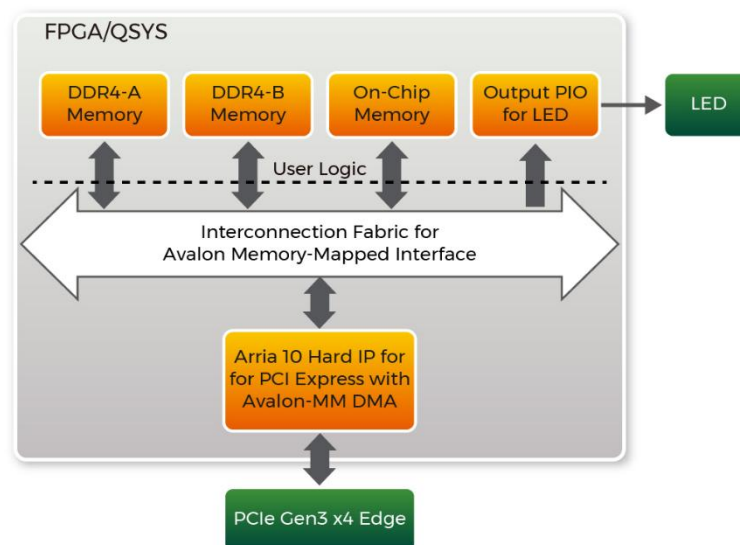 FPGA/QSYS
DDR4-A
Memory
DDR4-B
Memory
On-Chip
Memory
Output PIO
for LED
LED
User Logic
Interconnection Fabric for
Avalon Memory-Mapped Interface
Arria 10 Hard IP for
for PCI Express with
Avalon-MM DMA
PCIe Gen3 x4 Edge